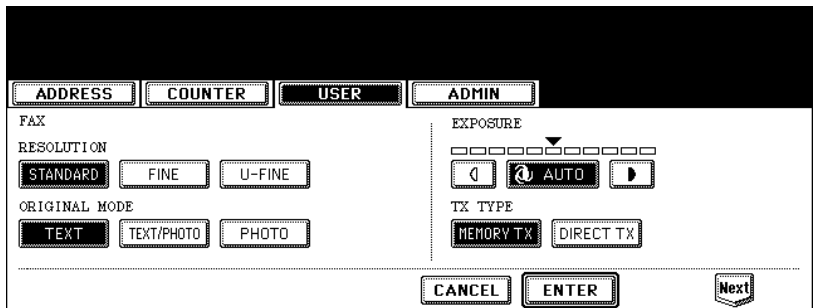 ADDRESS COUNTER USER ADMIN
FAX
RESOLUTION
STANDARD FINE U-FINE
ORIGINAL MODE
TEXT TEXT/PHOTO PHOTO
EXPOSURE
AUTO
TX TYPE
MEMORY TX DIRECT TX
CANCEL ENTER Next